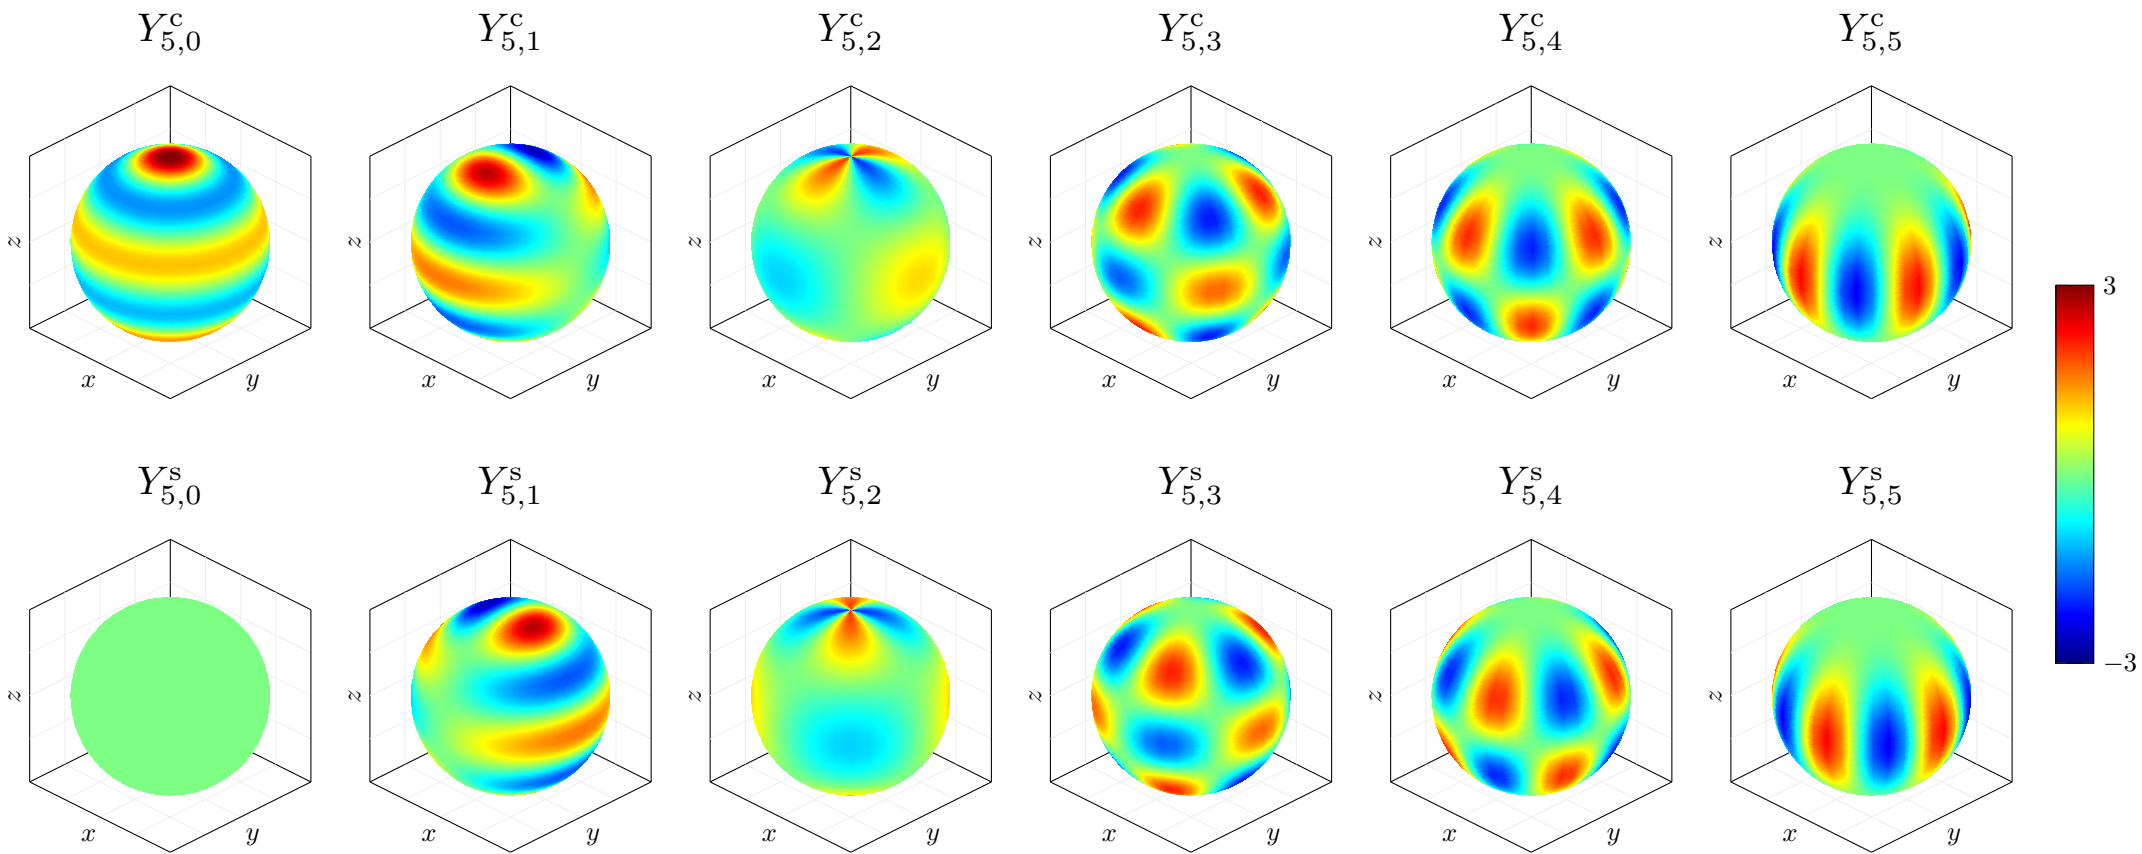 Y^c_{5,0} Y^c_{5,1} Y^c_{5,2} Y^c_{5,3} Y^c_{5,4} Y^c_{5,5}
z z z z z z
x y x y x y x y x y x y
3
−3
Y^s_{5,0} Y^s_{5,1} Y^s_{5,2} Y^s_{5,3} Y^s_{5,4} Y^s_{5,5}
z z z z z z
x y x y x y x y x y x y